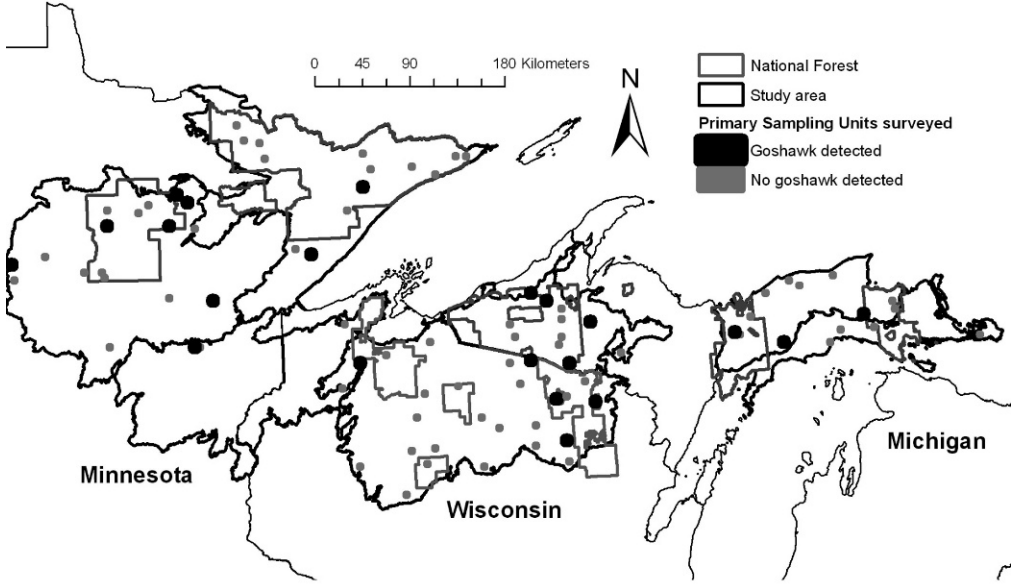 0 45 90 180 Kilometers
N
National Forest
Study area
Primary Sampling Units surveyed
Goshawk detected
No goshawk detected
Minnesota
Wisconsin
Michigan